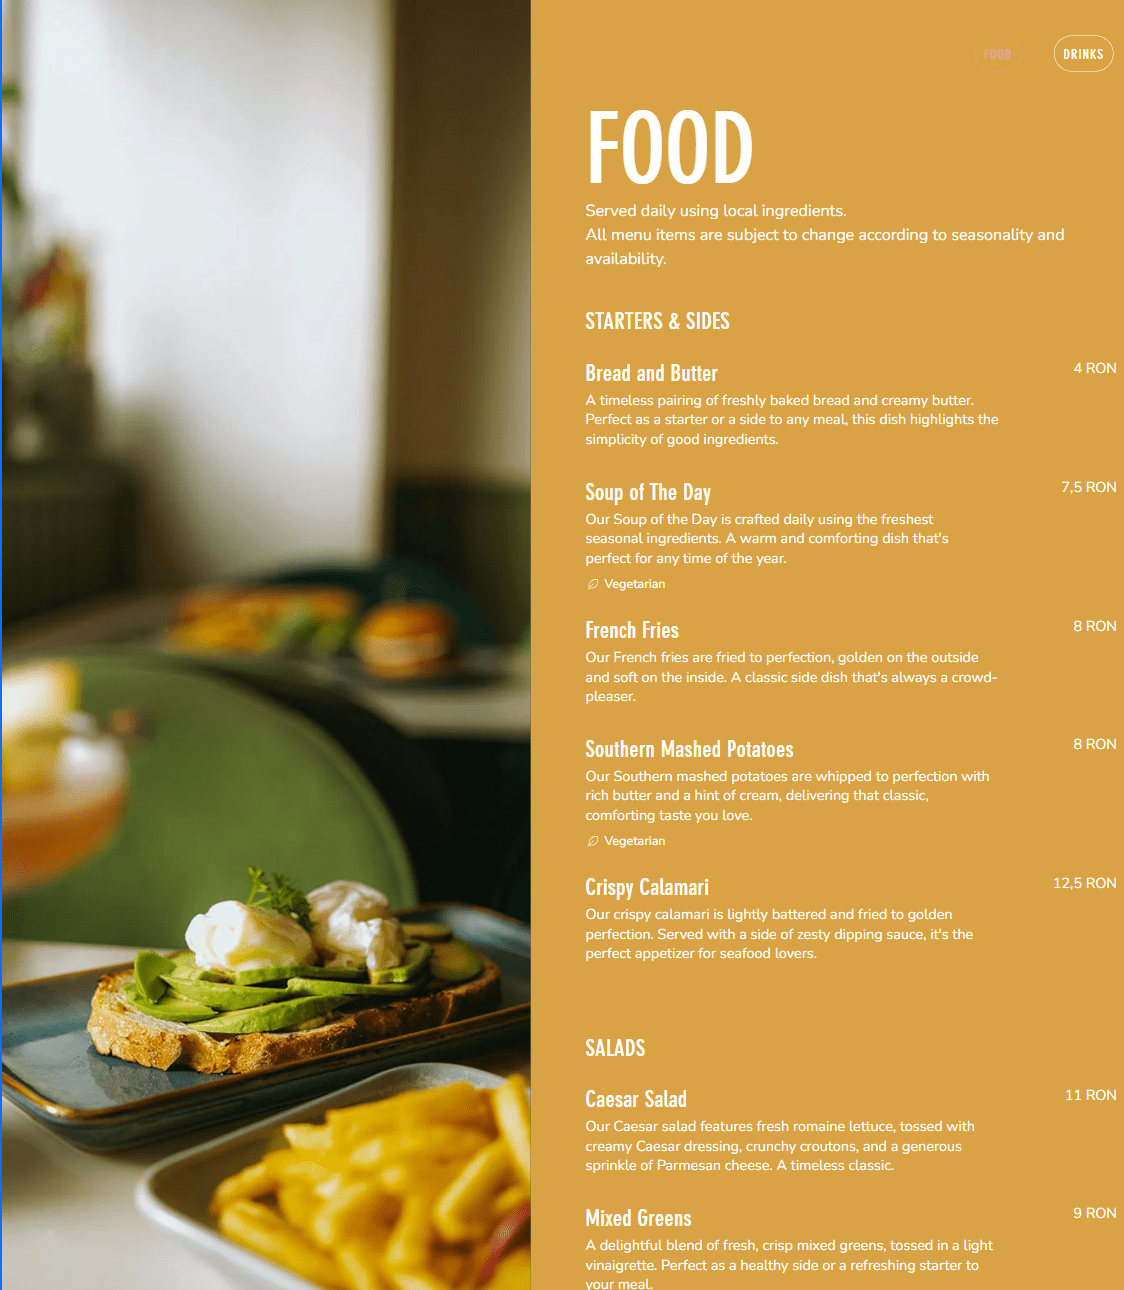 FOOD
DRINKS
FOOD
Served daily using local ingredients.
All menu items are subject to change according to seasonality and
availability.
STARTERS & SIDES
Bread and Butter
4 RON
A timeless pairing of freshly baked bread and creamy butter.
Perfect as a starter or a side to any meal, this dish highlights the
simplicity of good ingredients.
Soup of The Day
7,5 RON
Our Soup of the Day is crafted daily using the freshest
seasonal ingredients. A warm and comforting dish that's
perfect for any time of the year.
Vegetarian
French Fries
8 RON
Our French fries are fried to perfection, golden on the outside
and soft on the inside. A classic side dish that's always a crowd-
pleaser.
Southern Mashed Potatoes
8 RON
Our Southern mashed potatoes are whipped to perfection with
rich butter and a hint of cream, delivering that classic,
comforting taste you love.
Vegetarian
Crispy Calamari
12,5 RON
Our crispy calamari is lightly battered and fried to golden
perfection. Served with a side of zesty dipping sauce, it's the
perfect appetizer for seafood lovers.
SALADS
Caesar Salad
11 RON
Our Caesar salad features fresh romaine lettuce, tossed with
creamy Caesar dressing, crunchy croutons, and a generous
sprinkle of Parmesan cheese. A timeless classic.
Mixed Greens
9 RON
A delightful blend of fresh, crisp mixed greens, tossed in a light
vinaigrette. Perfect as a healthy side or a refreshing starter to
your meal.